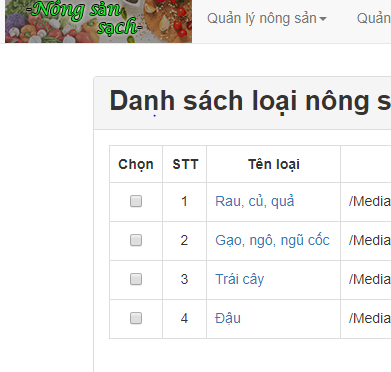 -Nông sản
sạch-
Quản lý nông sản
Quản
Danh sách loại nông s
Chọn STT Tên loại
1 Rau, củ, quả /Media
2 Gạo, ngô, ngũ cốc /Media
3 Trái cây /Media
4 Đậu /Media